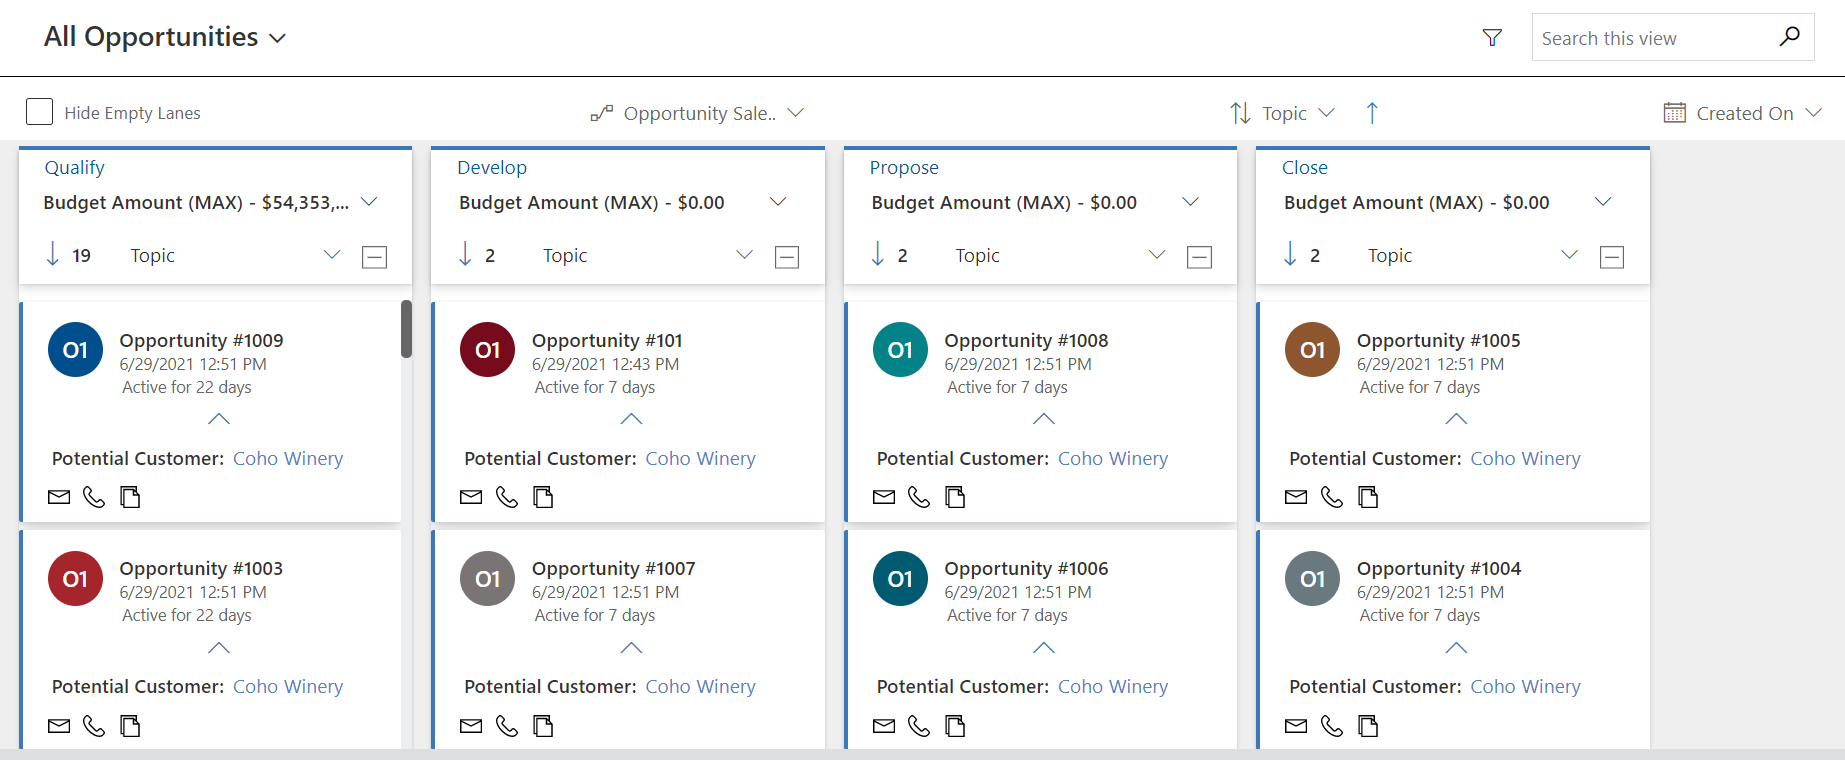 All Opportunities
Search this view
Hide Empty Lanes
Opportunity Sale..
Topic
Created On
Qualify
Budget Amount (MAX) - $54,353,...
19 Topic
O1
Opportunity #1009
6/29/2021 12:51 PM
Active for 22 days
Potential Customer: Coho Winery
O1
Opportunity #1003
6/29/2021 12:51 PM
Active for 22 days
Potential Customer: Coho Winery
Develop
Budget Amount (MAX) - $0.00
2 Topic
O1
Opportunity #101
6/29/2021 12:43 PM
Active for 7 days
Potential Customer: Coho Winery
O1
Opportunity #1007
6/29/2021 12:51 PM
Active for 7 days
Potential Customer: Coho Winery
Propose
Budget Amount (MAX) - $0.00
2 Topic
O1
Opportunity #1008
6/29/2021 12:51 PM
Active for 7 days
Potential Customer: Coho Winery
O1
Opportunity #1006
6/29/2021 12:51 PM
Active for 7 days
Potential Customer: Coho Winery
Close
Budget Amount (MAX) - $0.00
2 Topic
O1
Opportunity #1005
6/29/2021 12:51 PM
Active for 7 days
Potential Customer: Coho Winery
O1
Opportunity #1004
6/29/2021 12:51 PM
Active for 7 days
Potential Customer: Coho Winery